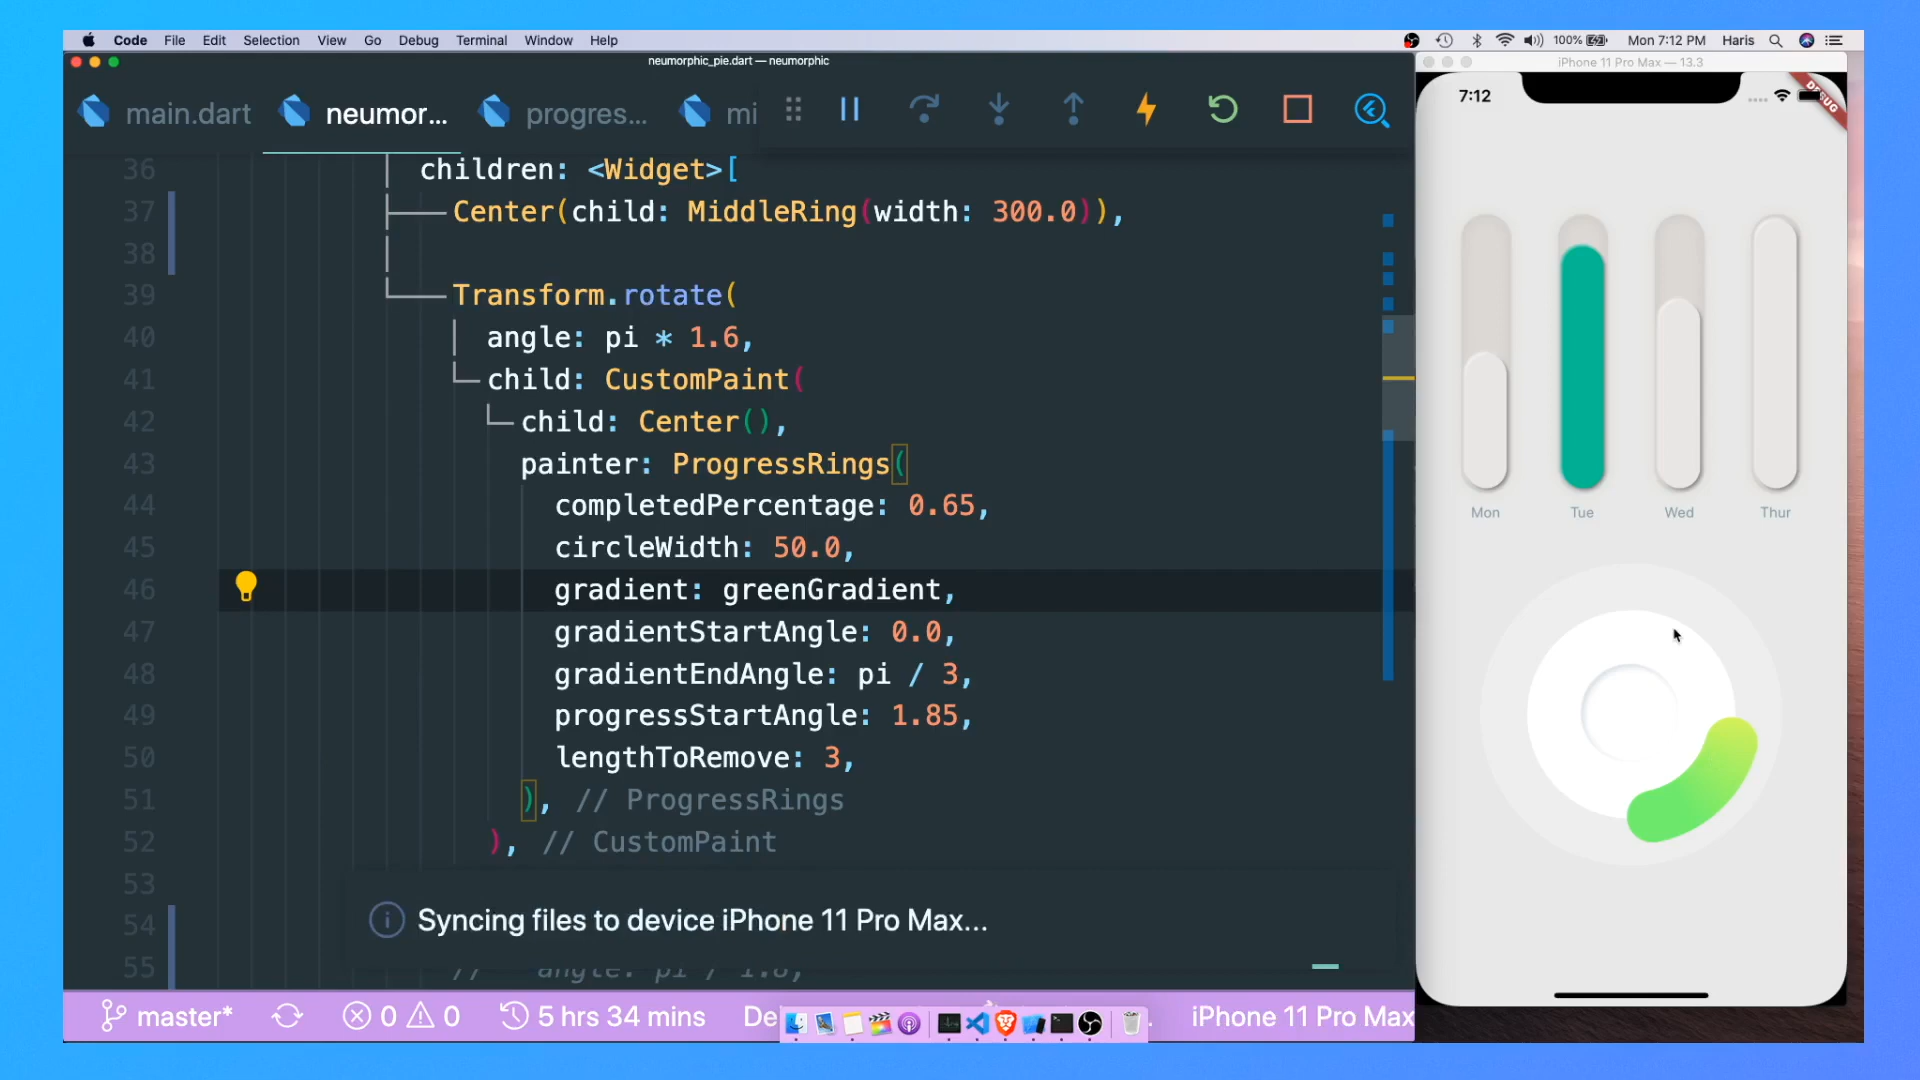 Code File Edit Selection View Go Debug Terminal Window Help
100% Mon 7:12 PM Haris
neumorphic_pie.dart — neumorphic
iPhone 11 Pro Max — 13.3
main.dart neumor... progres... mi
7:12
DEBUG
36 children: <Widget>[
37 Center(child: MiddleRing(width: 300.0)),
38
39 Transform.rotate(
40 angle: pi * 1.6,
41 child: CustomPaint(
42 child: Center(),
43 painter: ProgressRings(
44 completedPercentage: 0.65,
45 circleWidth: 50.0,
46 gradient: greenGradient,
47 gradientStartAngle: 0.0,
48 gradientEndAngle: pi / 3,
49 progressStartAngle: 1.85,
50 lengthToRemove: 3,
51 ), // ProgressRings
52 ), // CustomPaint
53
54
55 // angle: pi / 1.8,
Mon Tue Wed Thur
Syncing files to device iPhone 11 Pro Max...
master* 0 0 5 hrs 34 mins De iPhone 11 Pro Max